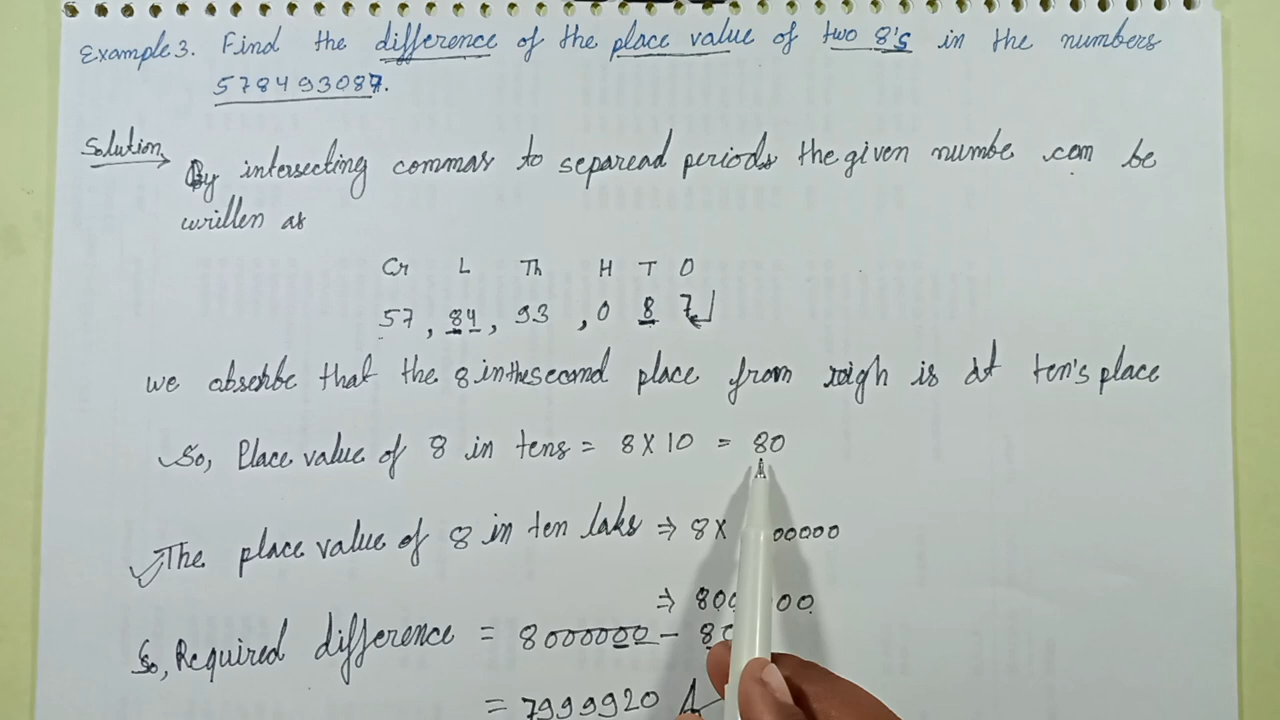 Example 3. Find the difference of the place value of two 8's in the numbers
578493087.
Solution
By intersecting commas to separead periods the given numbe can be
written as
Cr L Th H T O
57, 84, 93, 0 8 7
we abserbe that the 8 in the second place from roigh is at ten's place
So, Place value of 8 in tens = 8 X 10 = 80
The place value of 8 in ten laks ⇒ 8 X 00000
⇒ 800 00
So, Required difference = 8000000 - 80
= 7999920